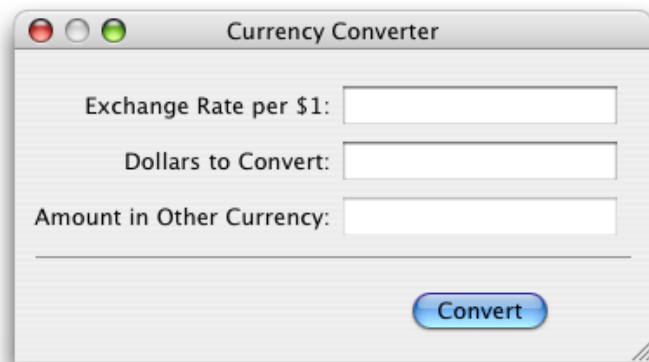 Currency Converter
Exchange Rate per $1:
Dollars to Convert:
Amount in Other Currency:
Convert